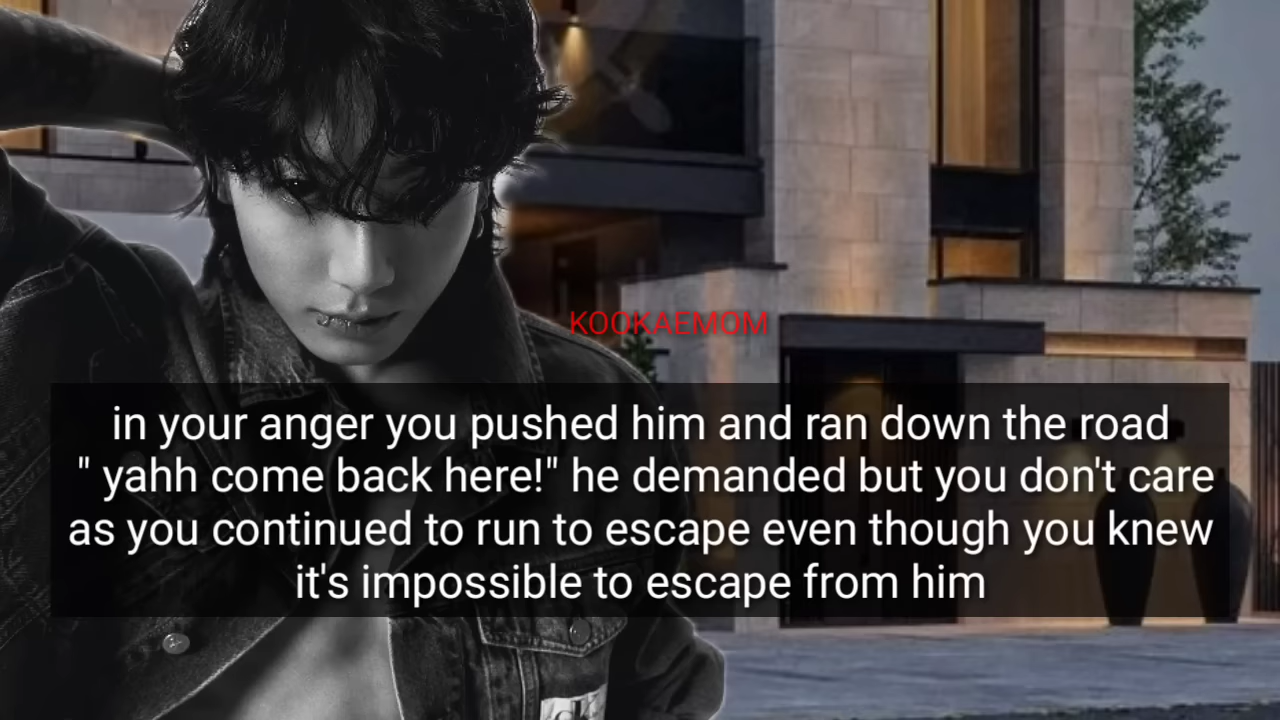 KOOKAEMOM
in your anger you pushed him and ran down the road
" yahh come back here!" he demanded but you don't care
as you continued to run to escape even though you knew
it's impossible to escape from him